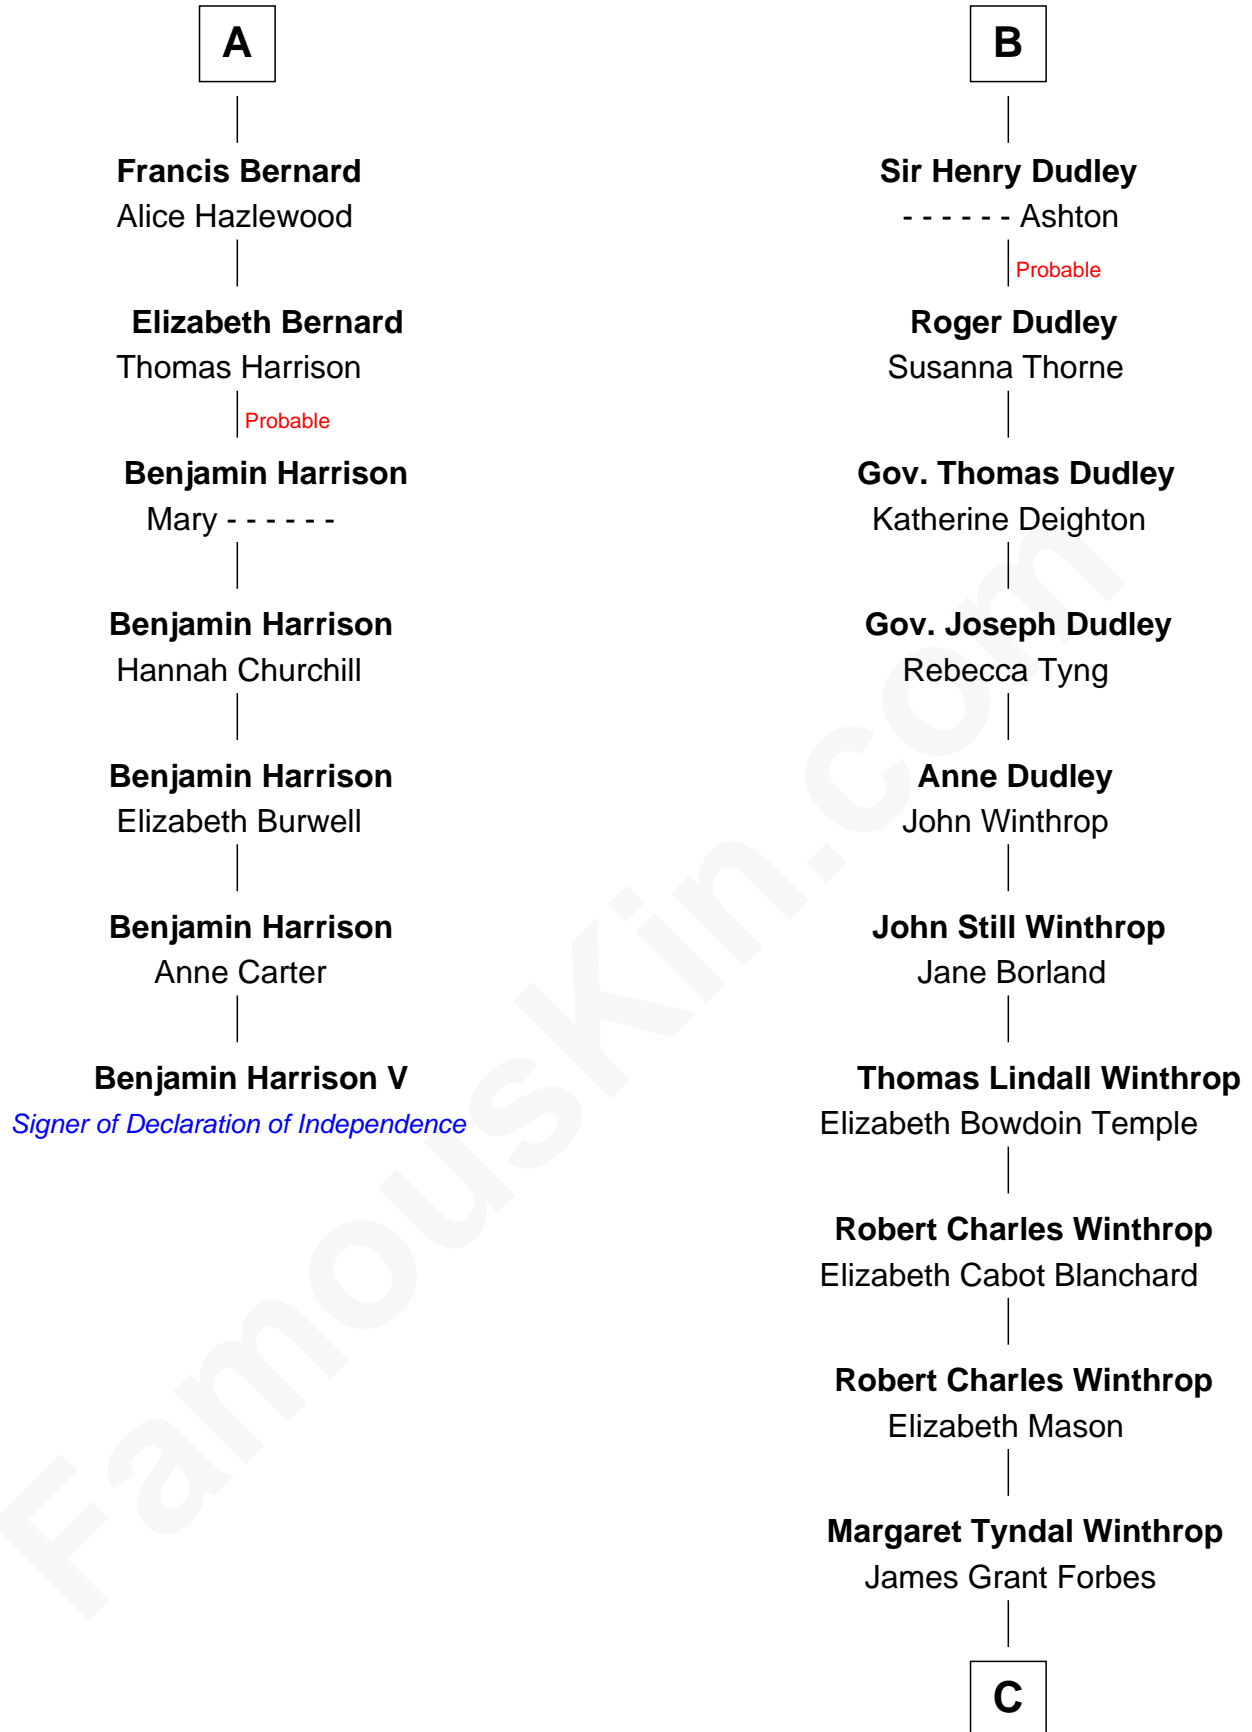 A
Francis Bernard
Alice Hazlewood
Elizabeth Bernard
Thomas Harrison
Probable
Benjamin Harrison
Mary - - - - - -
Benjamin Harrison
Hannah Churchill
Benjamin Harrison
Elizabeth Burwell
Benjamin Harrison
Anne Carter
Benjamin Harrison V
Signer of Declaration of Independence
B
Sir Henry Dudley
- - - - - - Ashton
Probable
Roger Dudley
Susanna Thorne
Gov. Thomas Dudley
Katherine Deighton
Gov. Joseph Dudley
Rebecca Tyng
Anne Dudley
John Winthrop
John Still Winthrop
Jane Borland
Thomas Lindall Winthrop
Elizabeth Bowdoin Temple
Robert Charles Winthrop
Elizabeth Cabot Blanchard
Robert Charles Winthrop
Elizabeth Mason
Margaret Tyndal Winthrop
James Grant Forbes
C
FamousKin.com